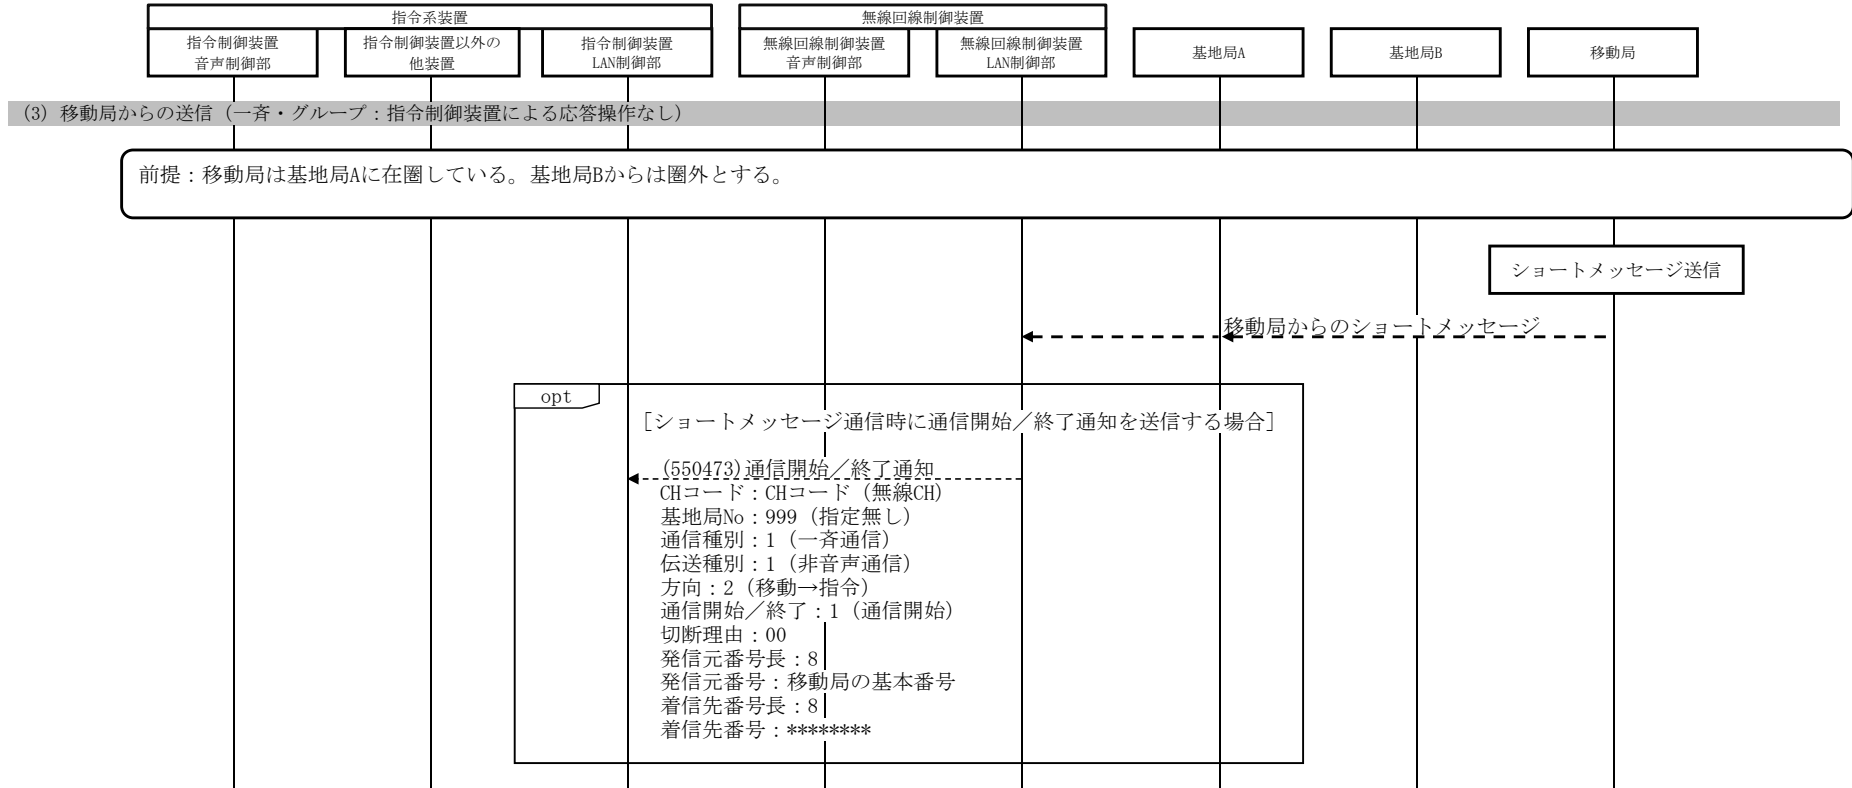 指令系装置
無線回線制御装置
指令制御装置
音声制御部
指令制御装置以外の
他装置
指令制御装置
LAN制御部
無線回線制御装置
音声制御部
無線回線制御装置
LAN制御部
基地局A
基地局B
移動局
(3) 移動局からの送信（一斉・グループ：指令制御装置による応答操作なし）
前提：移動局は基地局Aに在圏している。基地局Bからは圏外とする。
ショートメッセージ送信
移動局からのショートメッセージ
opt
［ショートメッセージ通信時に通信開始／終了通知を送信する場合］
(550473)通信開始／終了通知
CHコード：CHコード（無線CH）
基地局No：999（指定無し）
通信種別：1（一斉通信）
伝送種別：1（非音声通信）
方向：2（移動→指令）
通信開始／終了：1（通信開始）
切断理由：00
発信元番号長：8
発信元番号：移動局の基本番号
着信先番号長：8
着信先番号：********